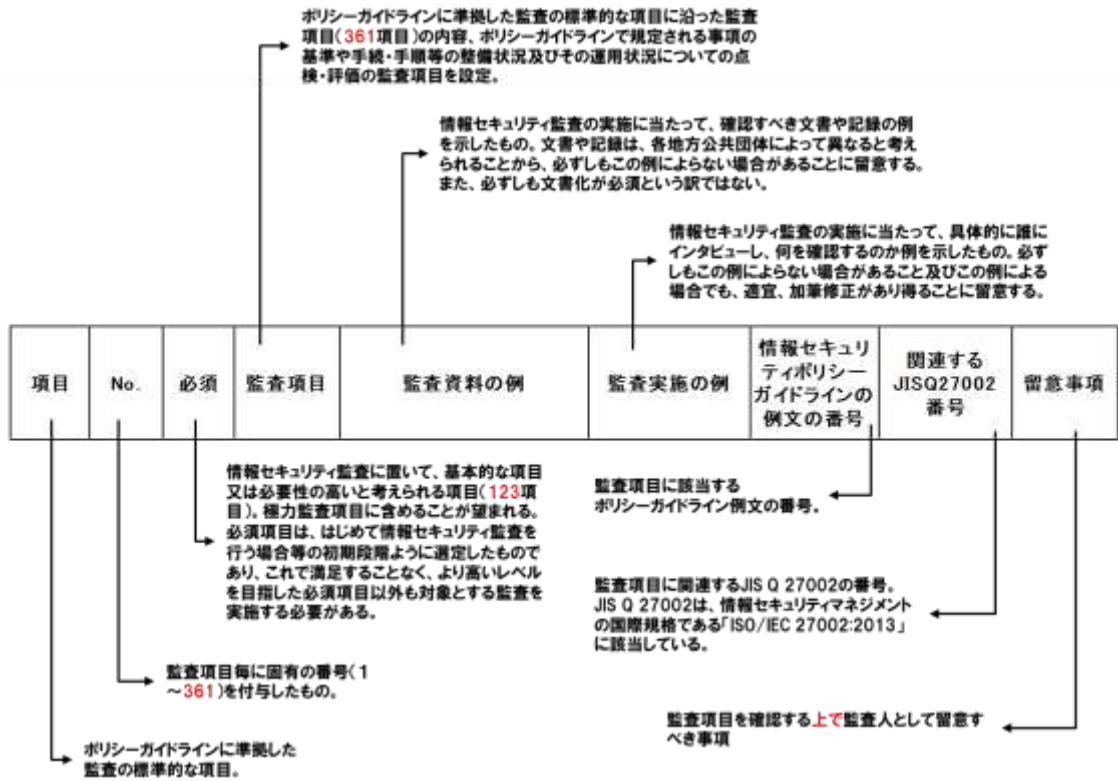 ポリシーガイドラインに準拠した監査の標準的な項目に沿った監査
項目(361項目)の内容、ポリシーガイドラインで規定される事項の
基準や手続・手順等の整備状況及びその運用状況についての点
検・評価の監査項目を設定。
情報セキュリティ監査の実施に当たって、確認すべき文書や記録の例
を示したもの。文書や記録は、各地方公共団体によって異なると考え
られることから、必ずしもこの例によらない場合があることに留意する。
また、必ずしも文書化が必須という訳ではない。
情報セキュリティ監査の実施に当たって、具体的に誰に
インタビューし、何を確認するのか例を示したもの。必ず
しもこの例によらない場合があること及びこの例による
場合でも、適宜、加筆修正があり得ることに留意する。
項目
No.
必須
監査項目
監査資料の例
監査実施の例
情報セキュリ
ティポリシー
ガイドラインの
例文の番号
関連する
JISQ27002
番号
留意事項
情報セキュリティ監査に置いて、基本的な項目
又は必要性の高いと考えられる項目(123項
目)。極力監査項目に含めることが望まれる。
必須項目は、はじめて情報セキュリティ監査を
行う場合等の初期段階ように選定したもので
あり、これで満足することなく、より高いレベル
を目指した必須項目以外も対象とする監査を
実施する必要がある。
監査項目に該当する
ポリシーガイドライン例文の番号。
監査項目に関連するJIS Q 27002の番号。
JIS Q 27002は、情報セキュリティマネジメント
の国際規格である「ISO/IEC 27002:2013」
に該当している。
監査項目毎に固有の番号(1
～361)を付与したもの。
監査項目を確認する上で監査人として留意す
べき事項
ポリシーガイドラインに準拠した
監査の標準的な項目。